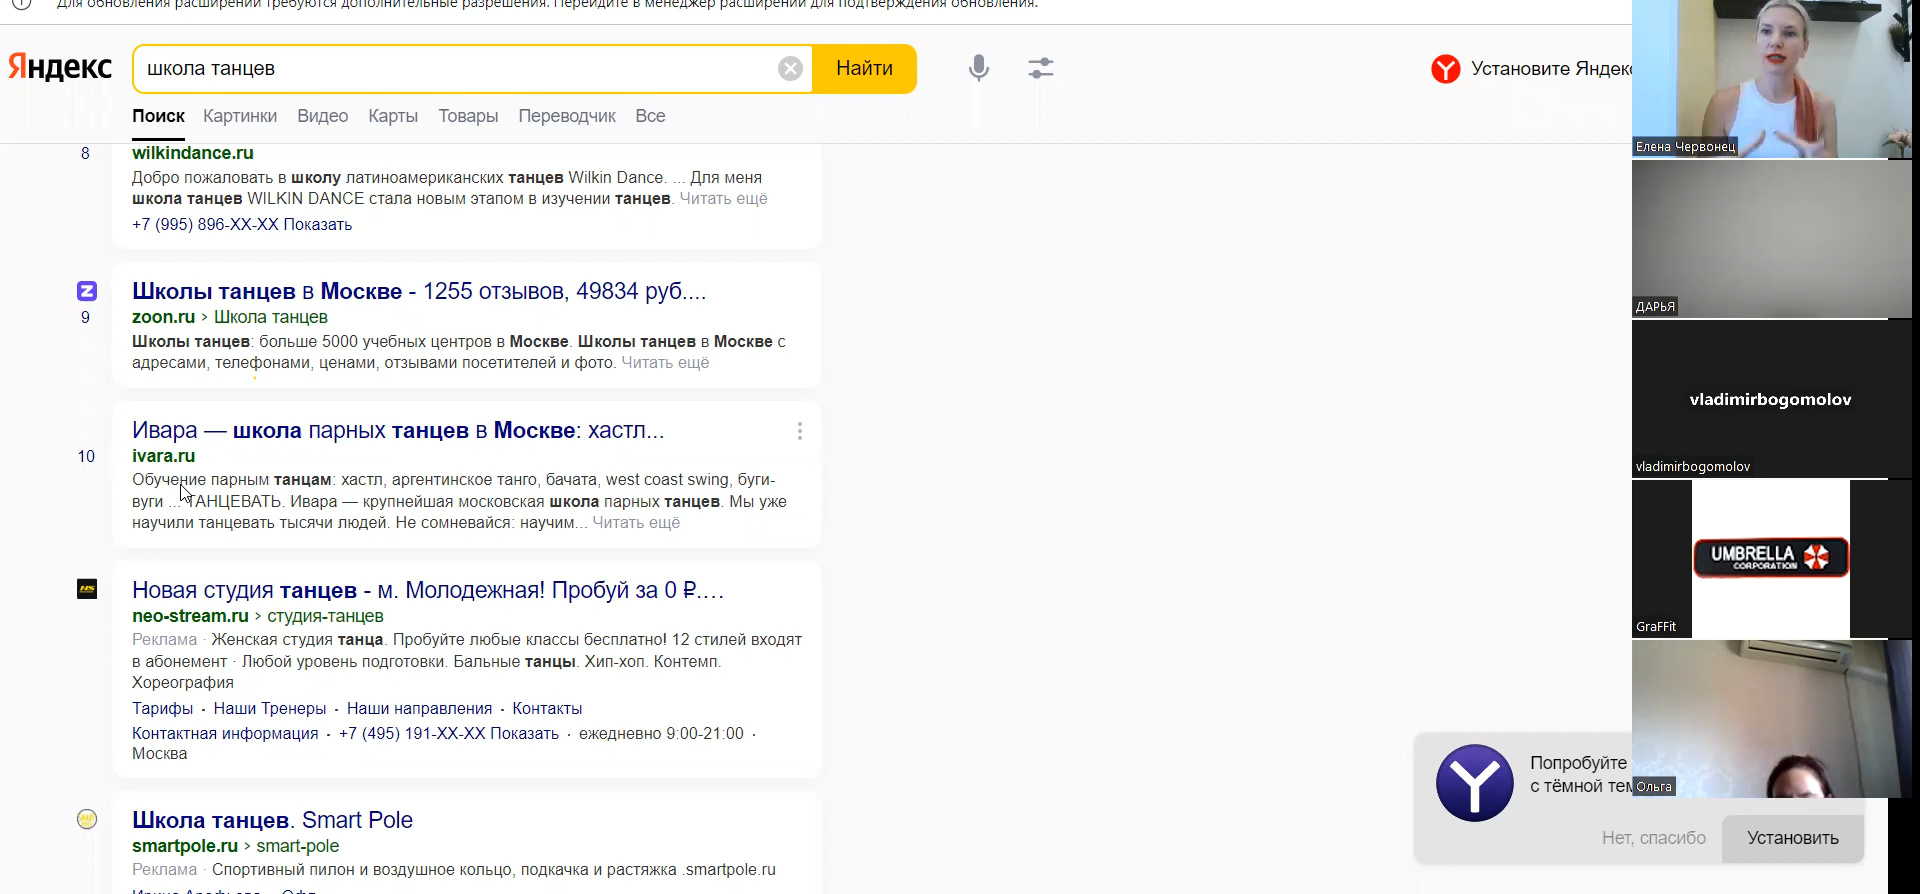 Для обновления расширений требуются дополнительные разрешения. Перейдите в менеджер расширений для подтверждения обновления.
Яндекс
школа танцев
Найти
Установите Яндекс
Поиск Картинки Видео Карты Товары Переводчик Все
8
wilkindance.ru
Добро пожаловать в школу латиноамериканских танцев Wilkin Dance. ... Для меня
школа танцев WILKIN DANCE стала новым этапом в изучении танцев. Читать ещё
+7 (995) 896-XX-XX Показать
Школы танцев в Москве - 1255 отзывов, 49834 руб....
9
zoon.ru › Школа танцев
Школы танцев: больше 5000 учебных центров в Москве. Школы танцев в Москве с
адресами, телефонами, ценами, отзывами посетителей и фото. Читать ещё
Ивара — школа парных танцев в Москве: хастл...
10
ivara.ru
Обучение парным танцам: хастл, аргентинское танго, бачата, west coast swing, буги-
вуги ... ТАНЦЕВАТЬ. Ивара — крупнейшая московская школа парных танцев. Мы уже
научили танцевать тысячи людей. Не сомневайся: научим... Читать ещё
NS
Новая студия танцев - м. Молодежная! Пробуй за 0 ₽....
neo-stream.ru › студия-танцев
Реклама · Женская студия танца. Пробуйте любые классы бесплатно! 12 стилей входят
в абонемент · Любой уровень подготовки. Бальные танцы. Хип-хоп. Контемп.
Хореография
Тарифы · Наши Тренеры · Наши направления · Контакты
Контактная информация · +7 (495) 191-XX-XX Показать · ежедневно 9:00-21:00 ·
Москва
Школа танцев. Smart Pole
smartpole.ru › smart-pole
Реклама · Спортивный пилон и воздушное кольцо, подкачка и растяжка .smartpole.ru
Елена Червонец
ДАРЬЯ
vladimirbogomolov
vladimirbogomolov
UMBRELLA
CORPORATION
GraFFit
Ольга
Попробуйте
с тёмной тем
Нет, спасибо
Установить